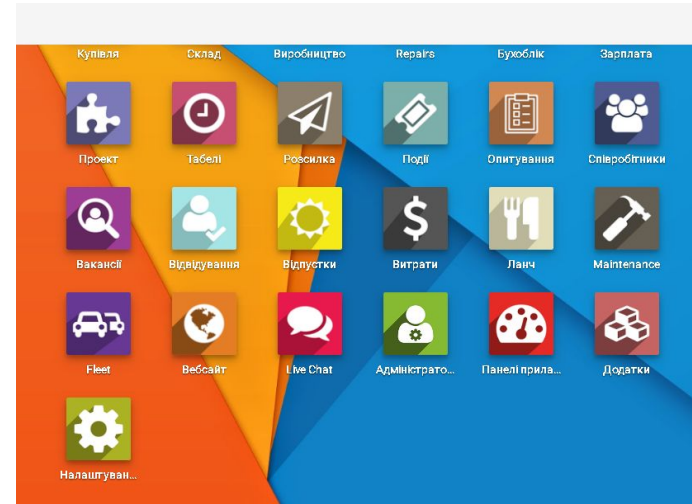 Купівля
Склад
Виробництво
Repairs
Бухоблік
Зарплата
Проект
Табелі
Розсилка
Події
Опитування
Співробітники
Вакансії
Відвідування
Відпустки
Витрати
Ланч
Maintenance
Fleet
Вебсайт
Live Chat
Адміністрато...
Панелі прила...
Додатки
Налаштуван...